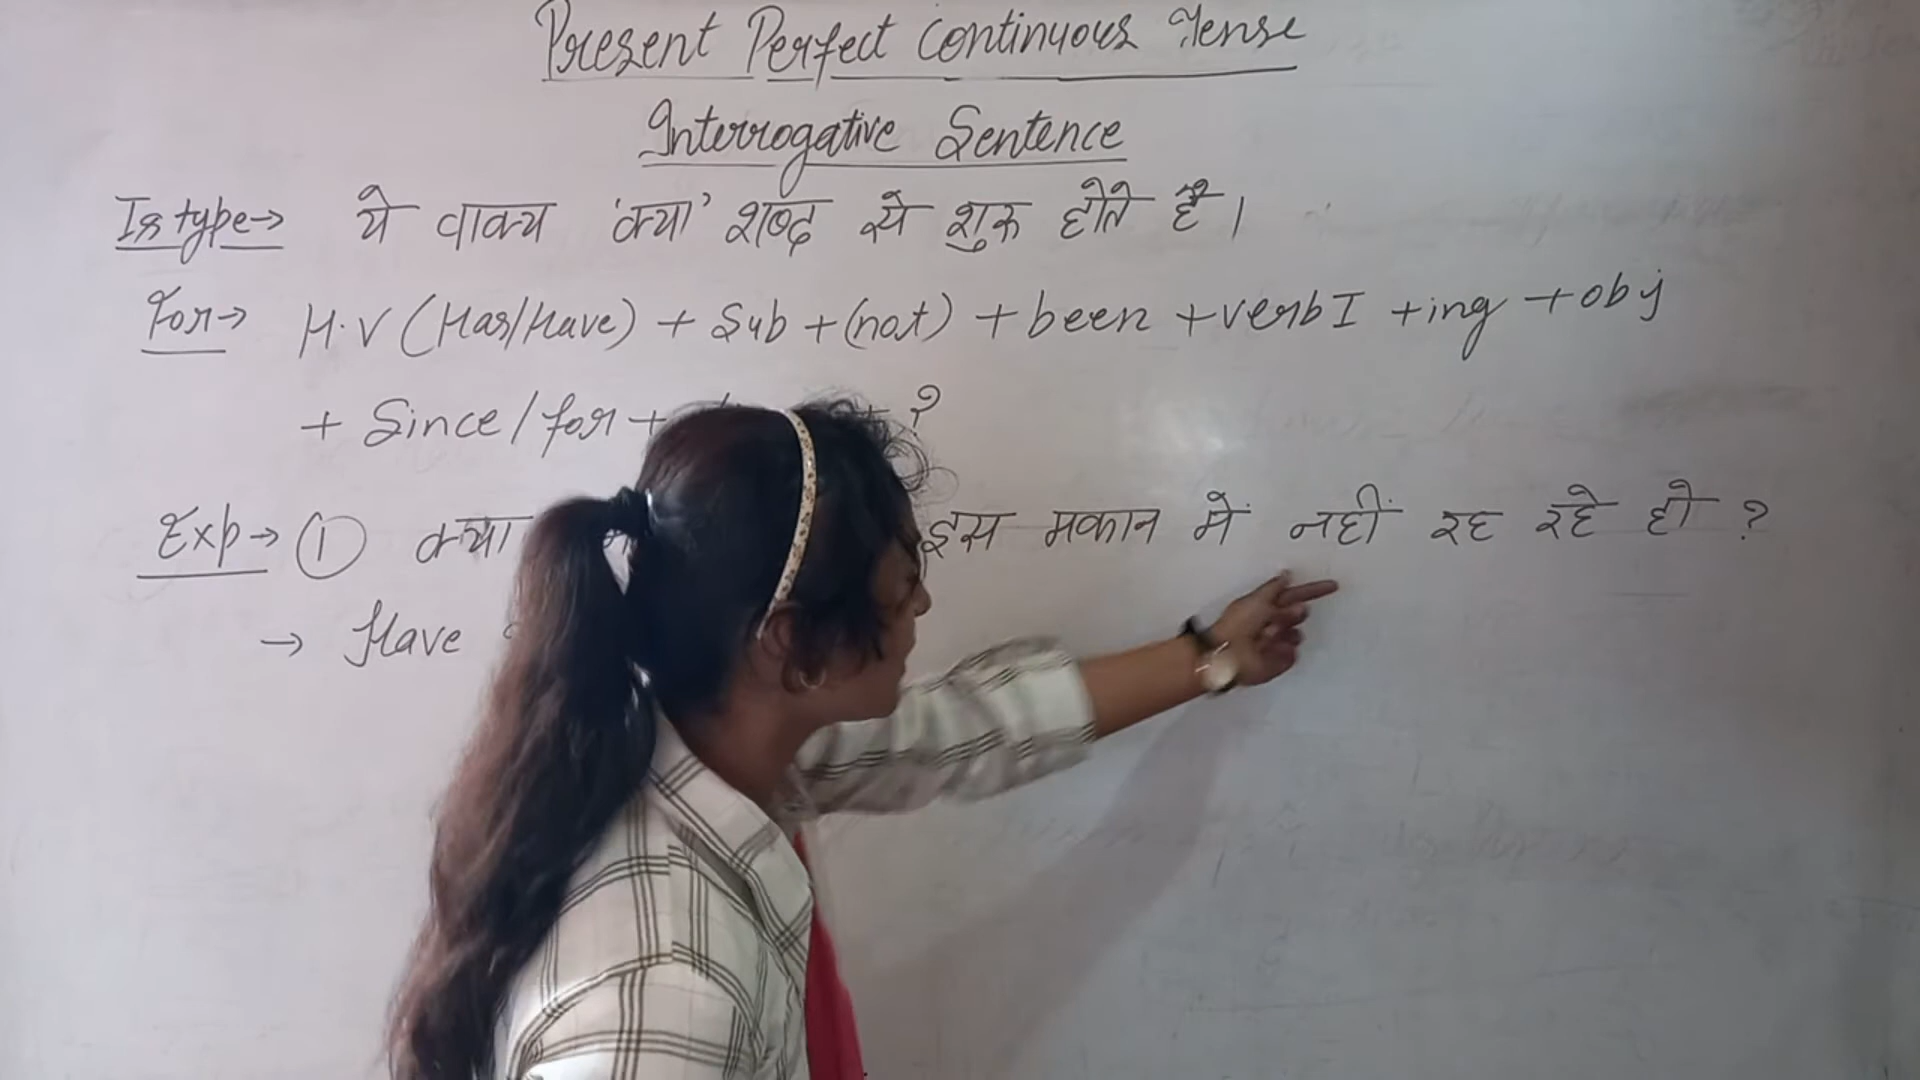 Present Perfect Continuous Tense
Interrogative Sentence
Ist type→ ये वाक्य 'क्या' शब्द से शुरू होते हैं।
For→ H.V (Has/Have) + Sub + (not) + been + verb I + ing + obj
+ Since / for + + ?
Exp→ ① क्या इस मकान में नहीं रह रहे हो ?
→ Have